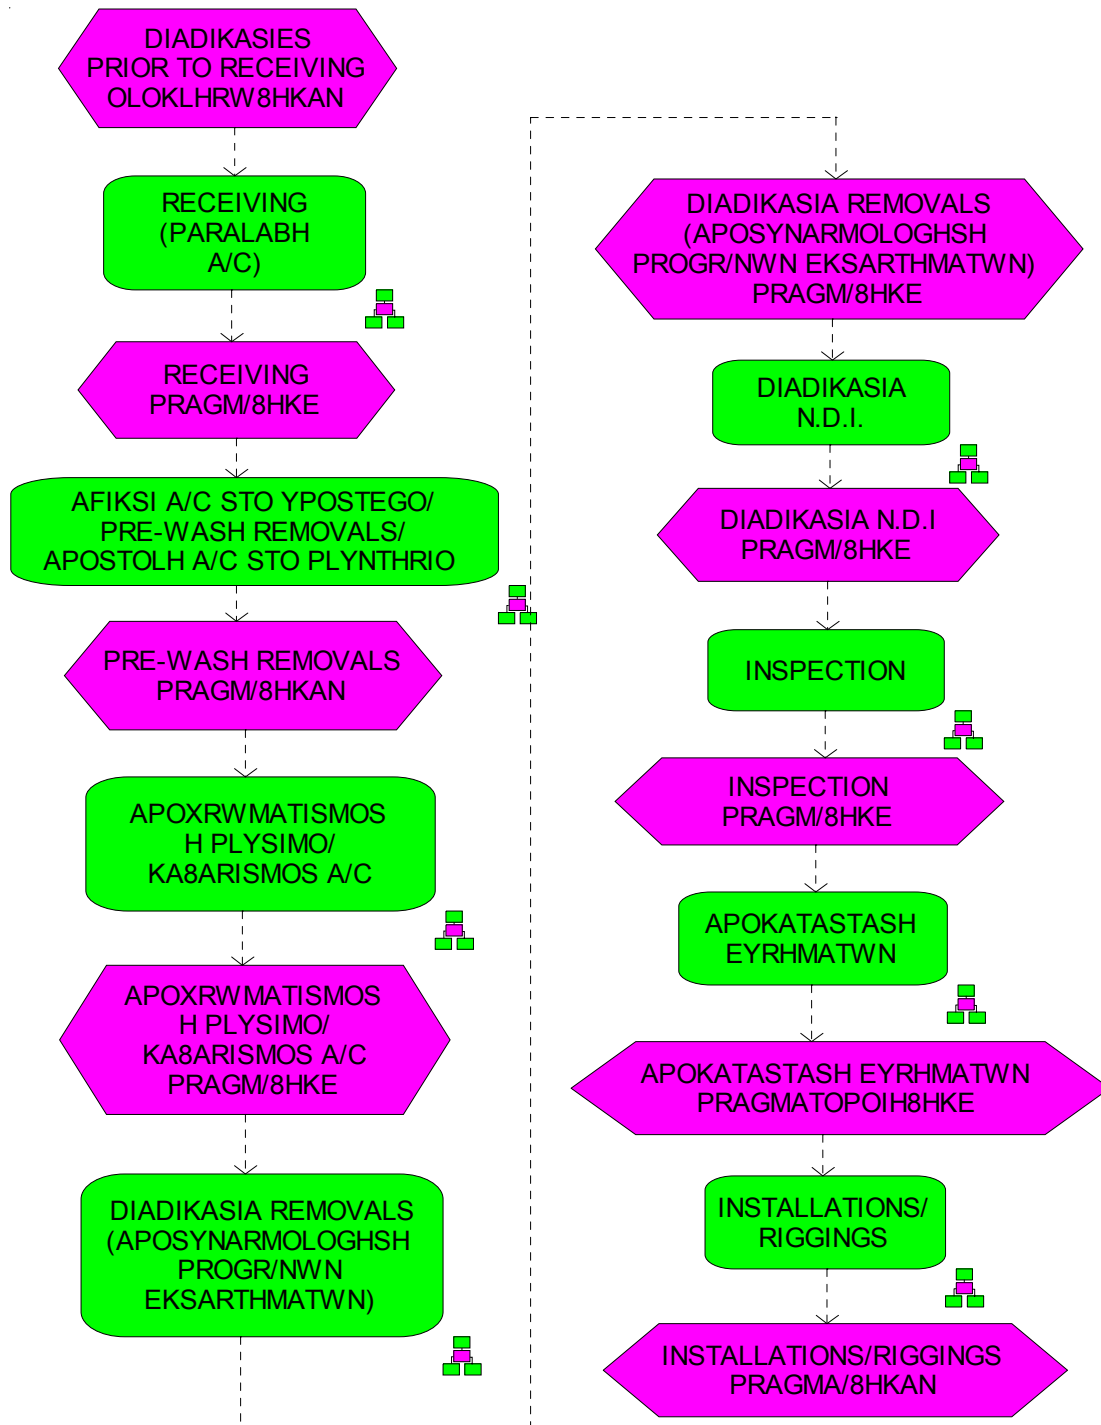 DIADIKASIES
PRIOR TO RECEIVING
OLOKLHRW8HKAN
RECEIVING
(PARALABH
A/C)
RECEIVING
PRAGM/8HKE
AFIKSI A/C STO YPOSTEGO/
PRE-WASH REMOVALS/
APOSTOLH A/C STO PLYNTHRIO
PRE-WASH REMOVALS
PRAGM/8HKAN
APOXRWMATISMOS
H PLYSIMO/
KA8ARISMOS A/C
APOXRWMATISMOS
H PLYSIMO/
KA8ARISMOS A/C
PRAGM/8HKE
DIADIKASIA REMOVALS
(APOSYNARMOLOGHSH
PROGR/NWN
EKSARTHMATWN)
DIADIKASIA REMOVALS
(APOSYNARMOLOGHSH
PROGR/NWN EKSARTHMATWN)
PRAGM/8HKE
DIADIKASIA
N.D.I.
DIADIKASIA N.D.I
PRAGM/8HKE
INSPECTION
INSPECTION
PRAGM/8HKE
APOKATASTASH
EYRHMATWN
APOKATASTASH EYRHMATWN
PRAGMATOPOIH8HKE
INSTALLATIONS/
RIGGINGS
INSTALLATIONS/RIGGINGS
PRAGMA/8HKAN